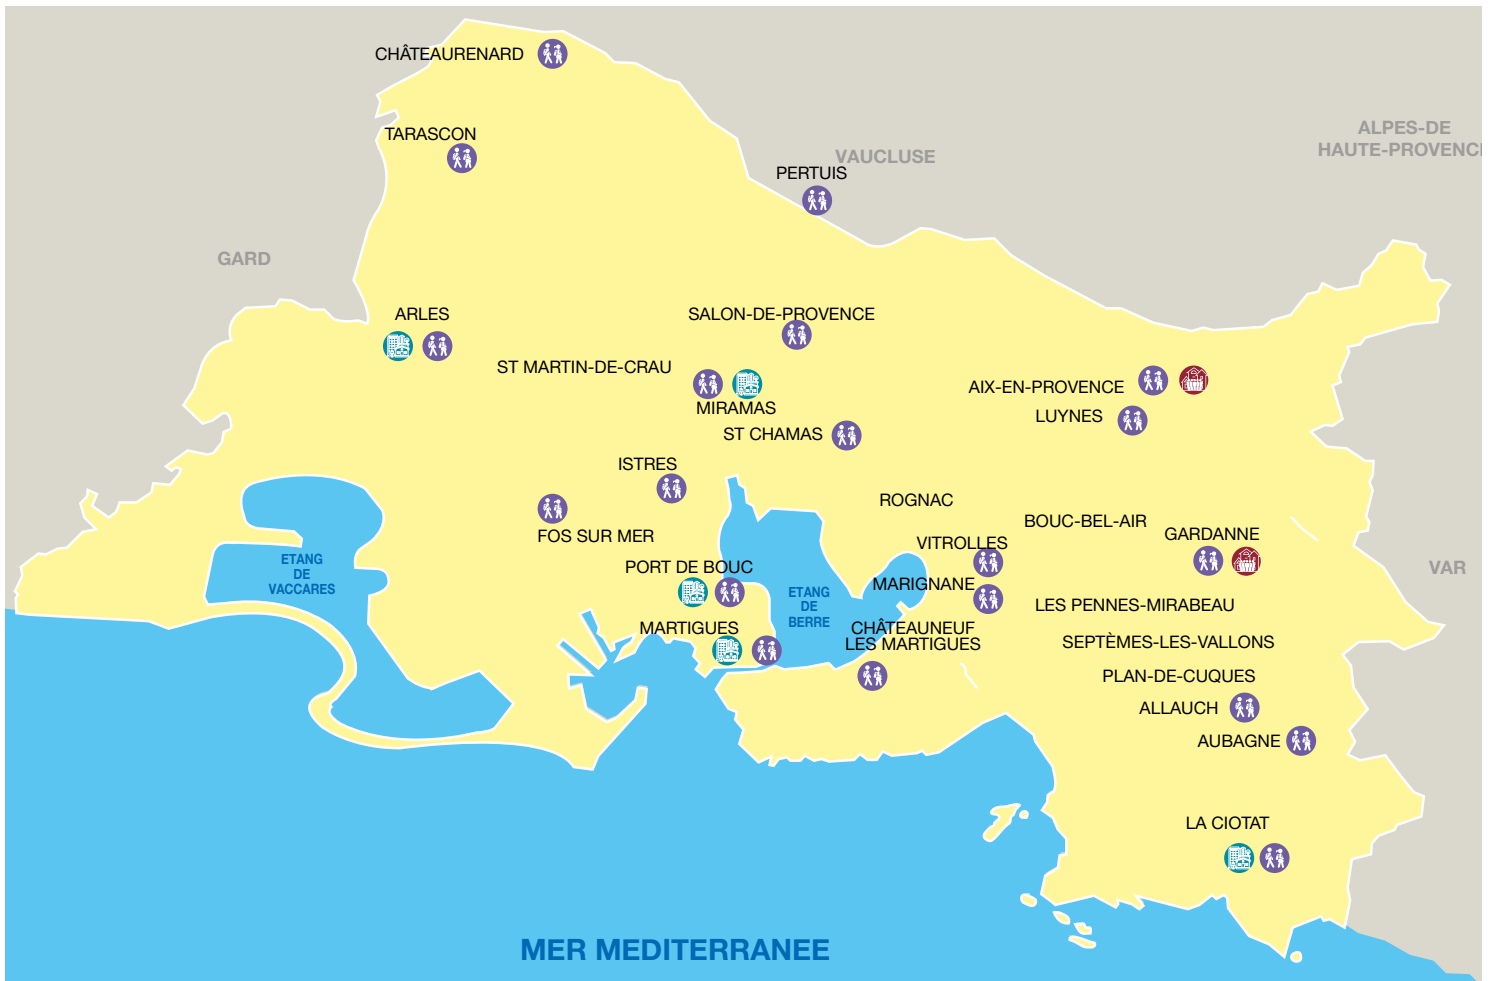 CHÂTEAURENARD
TARASCON
ALPES-DE
HAUTE-PROVENC
VAUCLUSE
PERTUIS
GARD
ARLES
SALON-DE-PROVENCE
ST MARTIN-DE-CRAU
MIRAMAS
AIX-EN-PROVENCE
LUYNES
ST CHAMAS
ISTRES
ROGNAC
BOUC-BEL-AIR
FOS SUR MER
GARDANNE
VITROLLES
ETANG
DE
VACCARES
PORT DE BOUC
VAR
MARIGNANE
ETANG
DE
BERRE
LES PENNES-MIRABEAU
MARTIGUES
CHÂTEAUNEUF
LES MARTIGUES
SEPTÈMES-LES-VALLONS
PLAN-DE-CUQUES
ALLAUCH
AUBAGNE
LA CIOTAT
MER MEDITERRANEE